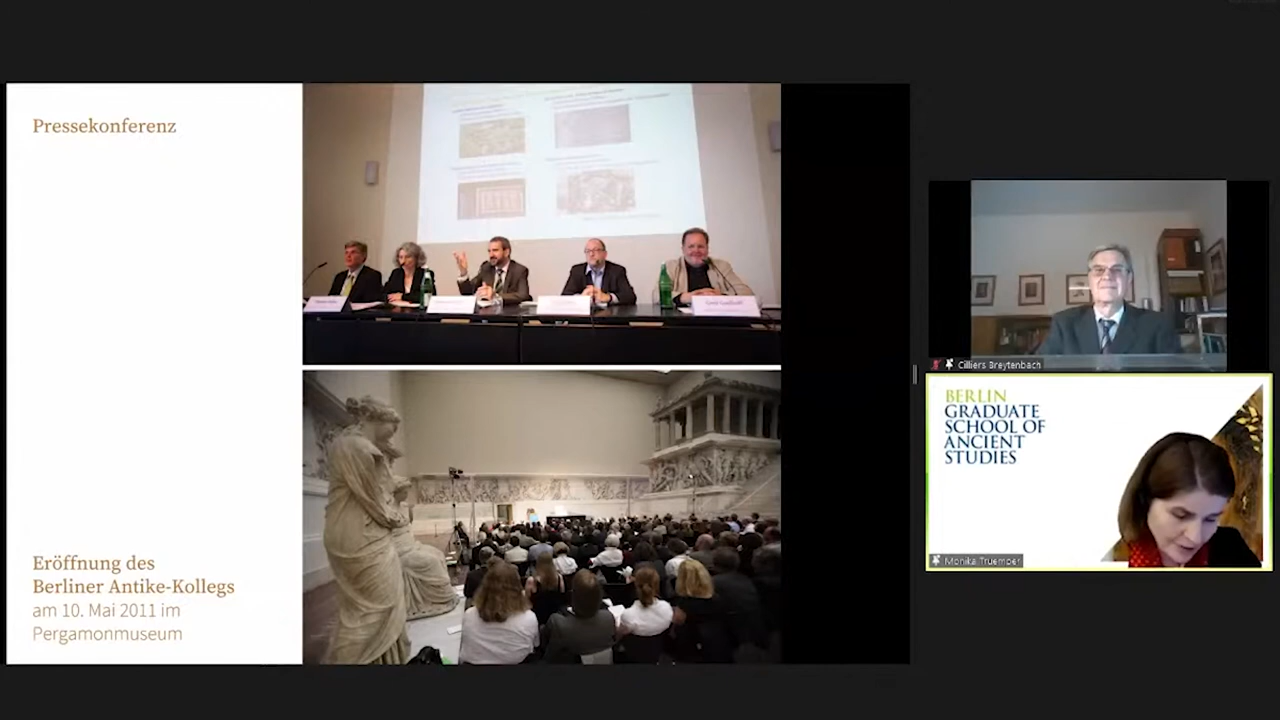 Pressekonferenz
Eröffnung des
Berliner Antike-Kollegs
am 10. Mai 2011 im
Pergamonmuseum
Cilliers Breytenbach
BERLIN
GRADUATE
SCHOOL OF
ANCIENT
STUDIES
Monika Truemper